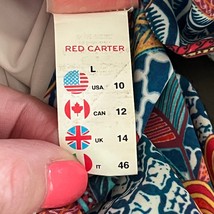 RED CARTER
L
USA 10
CAN 12
UK 14
IT 46